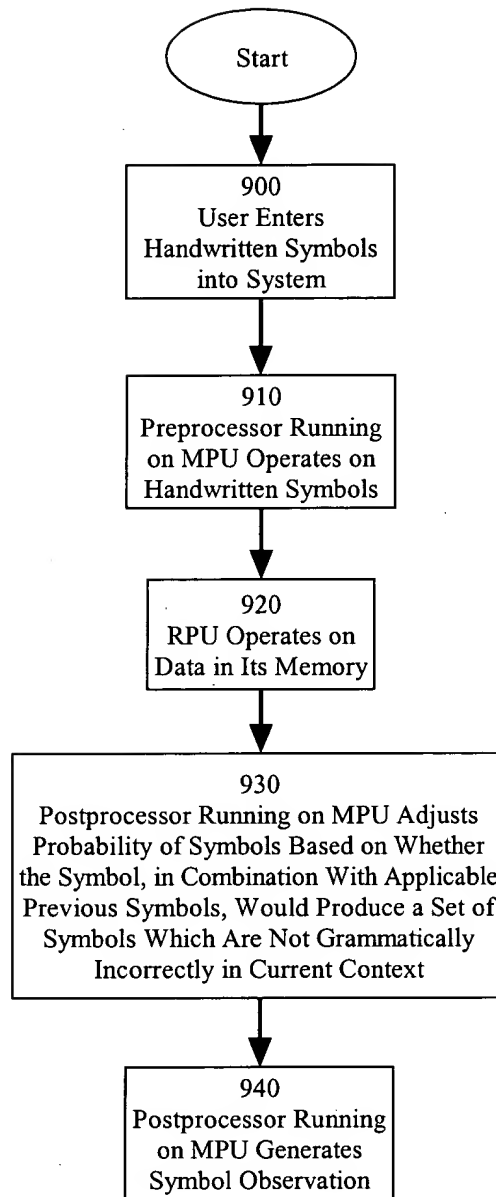 Start
900
User Enters
Handwritten Symbols
into System
910
Preprocessor Running
on MPU Operates on
Handwritten Symbols
920
RPU Operates on
Data in Its Memory
930
Postprocessor Running on MPU Adjusts
Probability of Symbols Based on Whether
the Symbol, in Combination With Applicable
Previous Symbols, Would Produce a Set of
Symbols Which Are Not Grammatically
Incorrectly in Current Context
940
Postprocessor Running
on MPU Generates
Symbol Observation